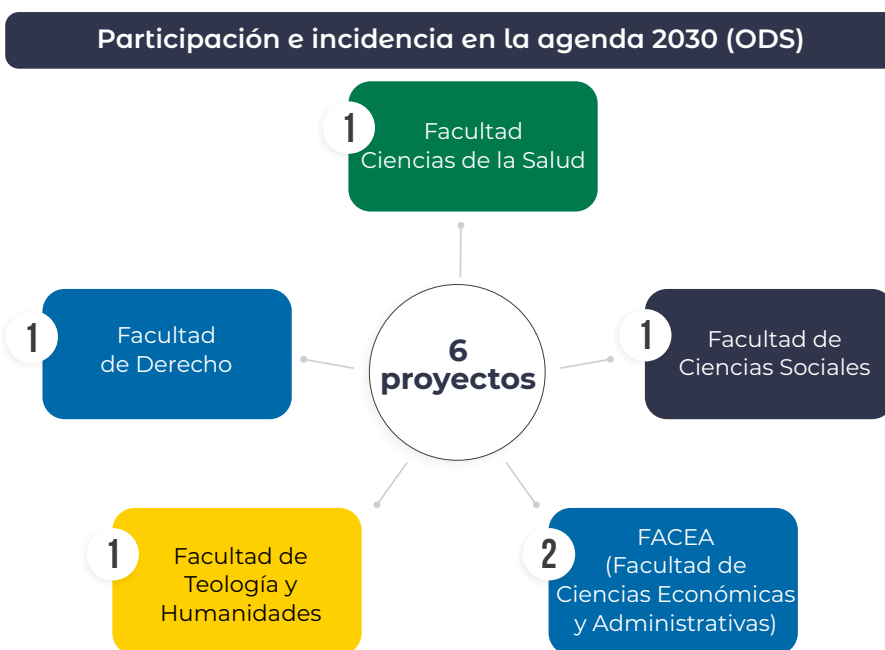 Participación e incidencia en la agenda 2030 (ODS)
1
Facultad
Ciencias de la Salud
1
Facultad
de Derecho
6
proyectos
1
Facultad de
Ciencias Sociales
1
Facultad de
Teología y
Humanidades
2
FACEA
(Facultad de
Ciencias Económicas
y Administrativas)